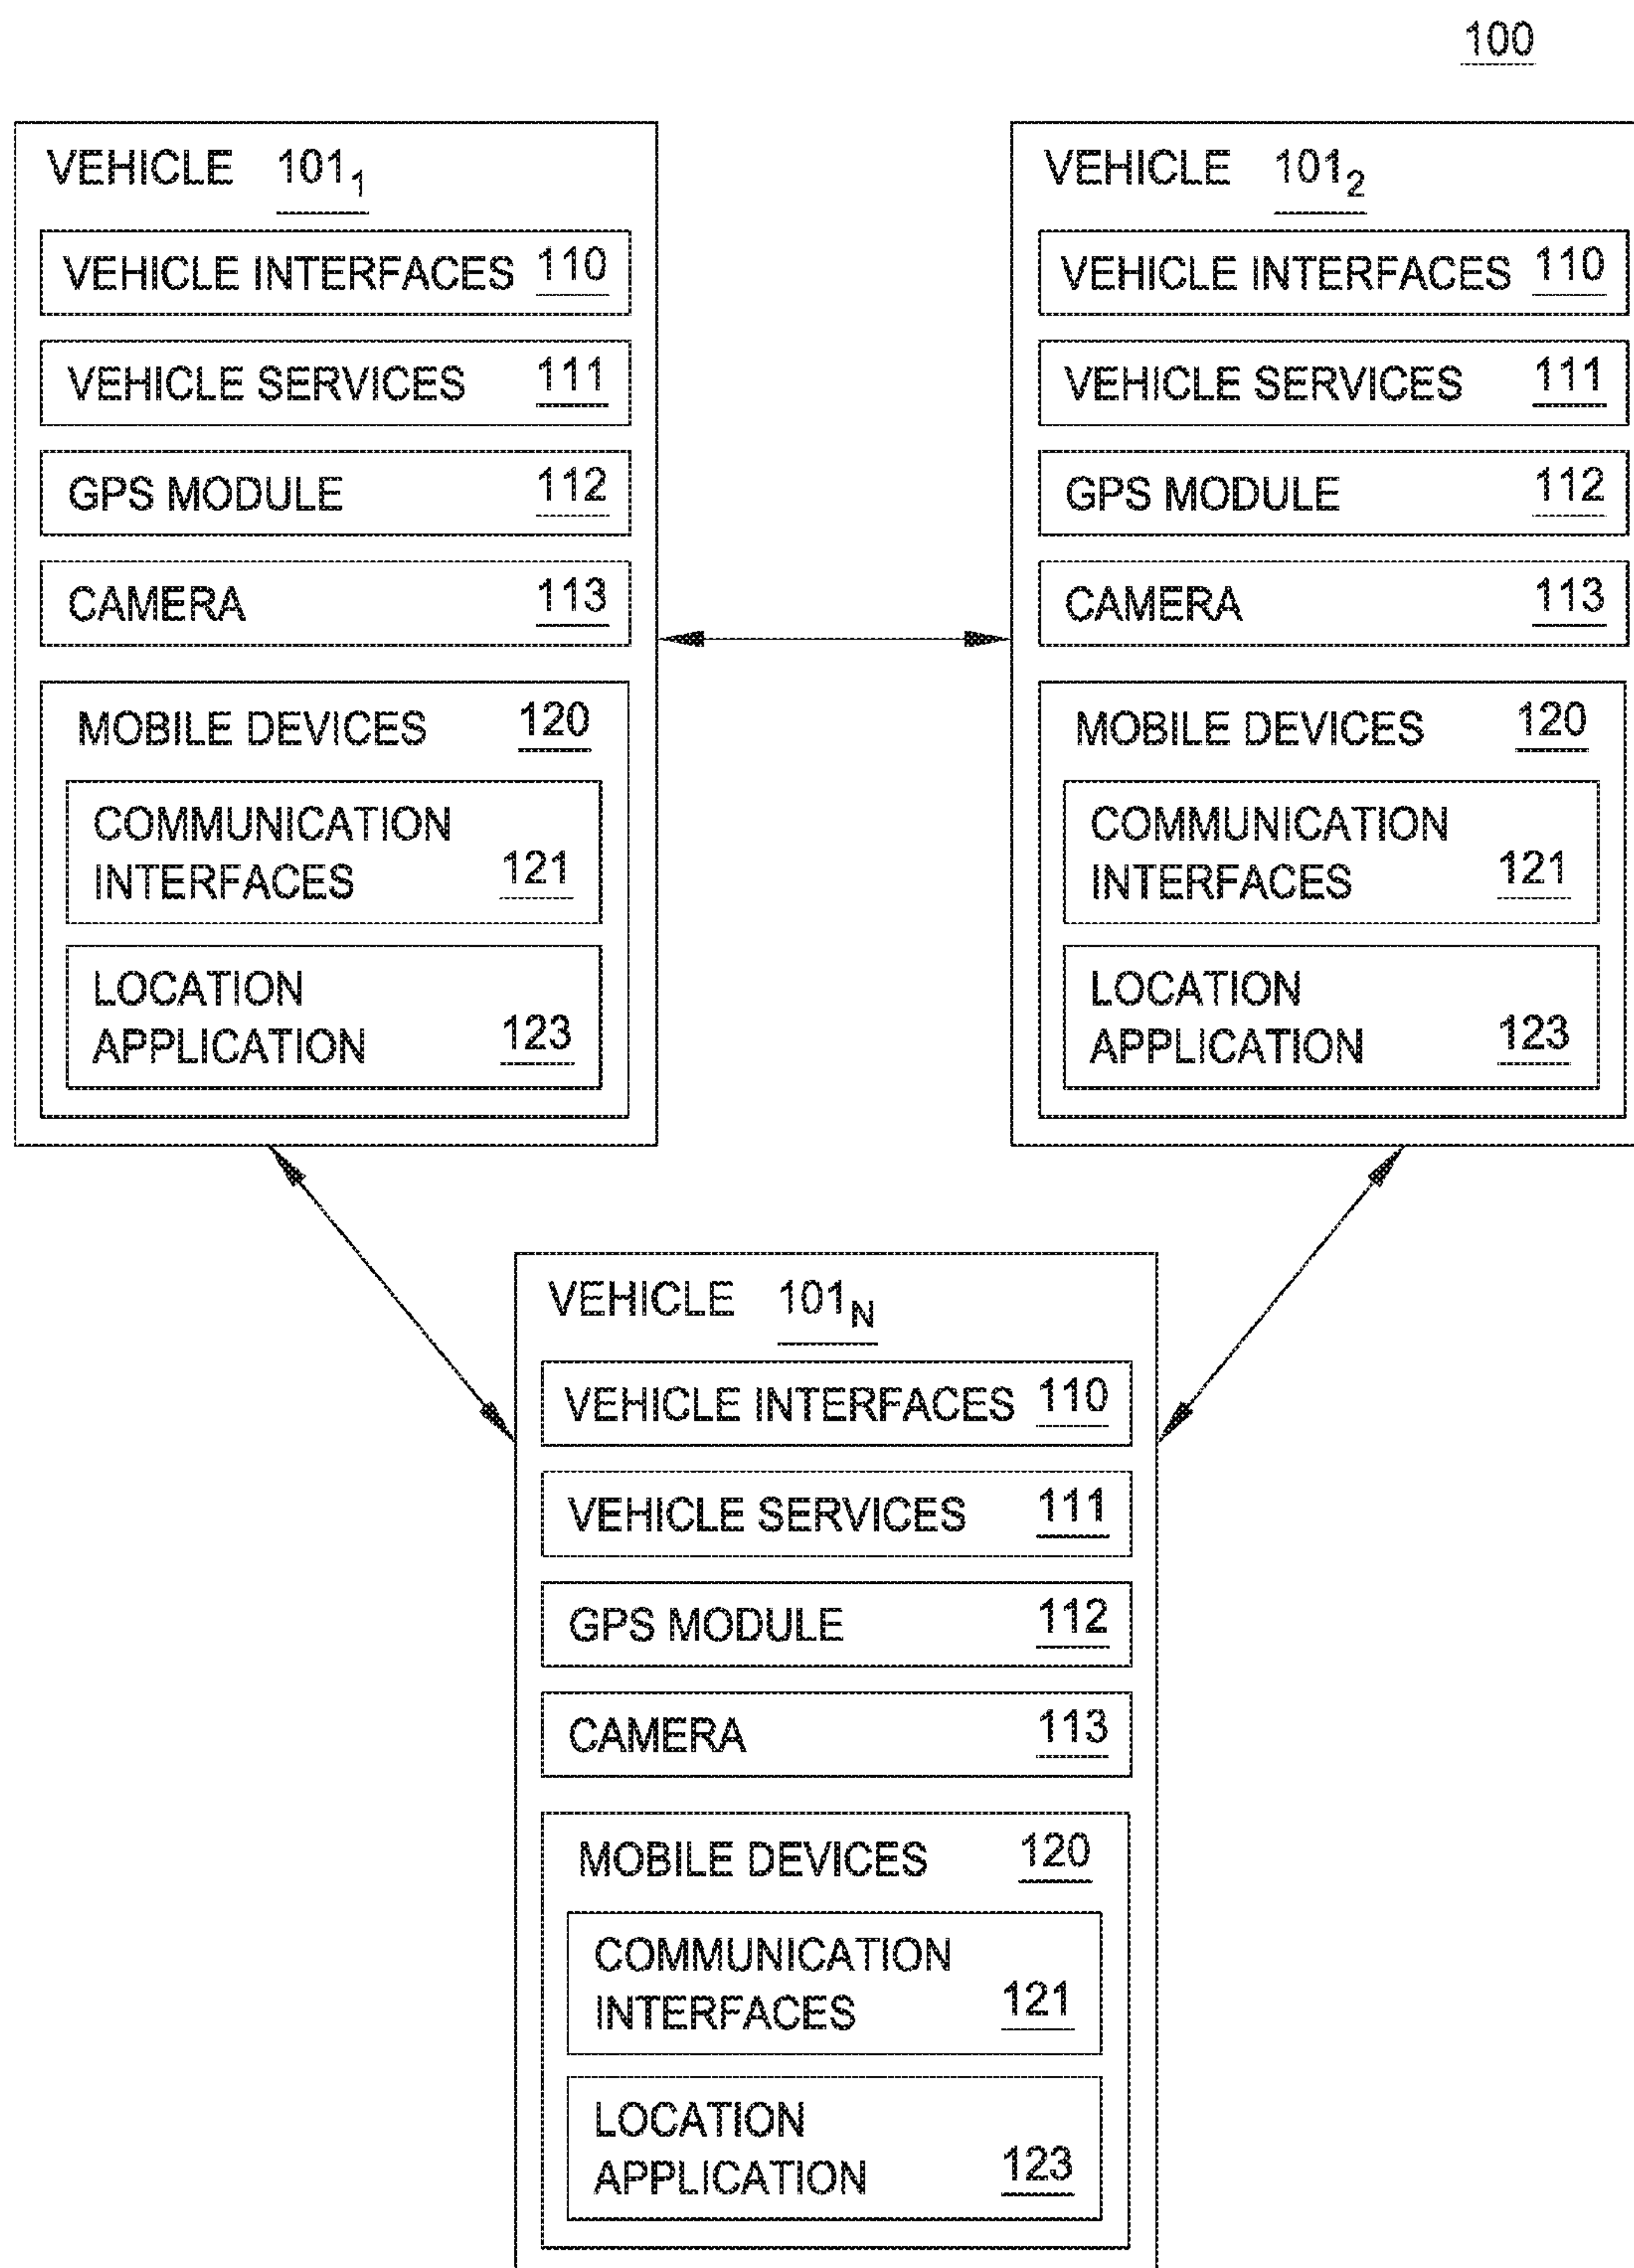 100
VEHICLE 101₁
VEHICLE INTERFACES 110
VEHICLE SERVICES 111
GPS MODULE 112
CAMERA 113
MOBILE DEVICES 120
COMMUNICATION
INTERFACES 121
LOCATION
APPLICATION 123
VEHICLE 101₂
VEHICLE INTERFACES 110
VEHICLE SERVICES 111
GPS MODULE 112
CAMERA 113
MOBILE DEVICES 120
COMMUNICATION
INTERFACES 121
LOCATION
APPLICATION 123
VEHICLE 101N
VEHICLE INTERFACES 110
VEHICLE SERVICES 111
GPS MODULE 112
CAMERA 113
MOBILE DEVICES 120
COMMUNICATION
INTERFACES 121
LOCATION
APPLICATION 123